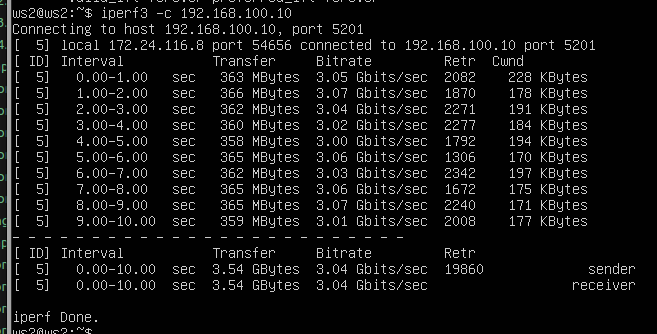 ws2@ws2:~$ iperf3 -c 192.168.100.10
Connecting to host 192.168.100.10, port 5201
[  5] local 172.24.116.8 port 54656 connected to 192.168.100.10 port 5201
[ ID] Interval           Transfer     Bitrate         Retr  Cwnd
[  5]   0.00-1.00   sec   363 MBytes  3.05 Gbits/sec  2082    228 KBytes
[  5]   1.00-2.00   sec   366 MBytes  3.07 Gbits/sec  1870    178 KBytes
[  5]   2.00-3.00   sec   362 MBytes  3.04 Gbits/sec  2271    191 KBytes
[  5]   3.00-4.00   sec   360 MBytes  3.02 Gbits/sec  2277    184 KBytes
[  5]   4.00-5.00   sec   358 MBytes  3.00 Gbits/sec  1792    194 KBytes
[  5]   5.00-6.00   sec   365 MBytes  3.06 Gbits/sec  1306    170 KBytes
[  5]   6.00-7.00   sec   362 MBytes  3.03 Gbits/sec  2342    197 KBytes
[  5]   7.00-8.00   sec   365 MBytes  3.06 Gbits/sec  1672    175 KBytes
[  5]   8.00-9.00   sec   365 MBytes  3.07 Gbits/sec  2240    171 KBytes
[  5]   9.00-10.00  sec   359 MBytes  3.01 Gbits/sec  2008    177 KBytes
- - - - - - - - - - - - - - - - - - - - - - - - -
[ ID] Interval           Transfer     Bitrate         Retr
[  5]   0.00-10.00  sec  3.54 GBytes  3.04 Gbits/sec  19860             sender
[  5]   0.00-10.00  sec  3.54 GBytes  3.04 Gbits/sec                  receiver
iperf Done.
ws2@ws2:~$